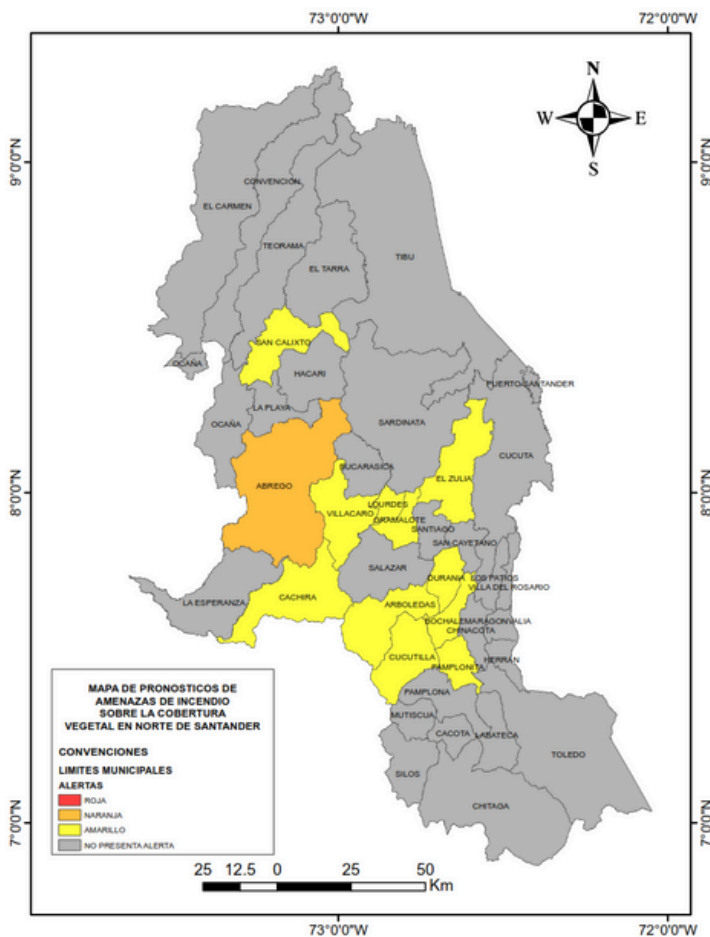 73°0'0"W
72°0'0"W
N
W
E
S
9°0'0"N
9°0'0"N
CONVENCIÓN
EL CARMEN
TEORAMA
TIBU
EL TARRA
SAN CALIXTO
OCAÑA
HACARI
PUERTO SANTANDER
LA PLAYA
OCAÑA
SARDINATA
CUCUTA
BUCARASICA
EL ZULIA
ABREGO
8°0'0"N
8°0'0"N
LOURDES
VILLACARO
GRAMALOTE
SANTIAGO
SAN CAYETANO
SALAZAR
DURANIA
LOS PATIOS
VILLA DEL ROSARIO
CACHIRA
LA ESPERANZA
ARBOLEDAS
BOCHALEMA
RAGONVALIA
CHINACOTA
CUCUTILLA
HERRAN
PAMPLONITA
PAMPLONA
MUTISCUA
CACOTA
LABATECA
TOLEDO
SILOS
CHITAGA
7°0'0"N
7°0'0"N
MAPA DE PRONOSTICOS DE
AMENAZAS DE INCENDIO
SOBRE LA COBERTURA
VEGETAL EN NORTE DE SANTANDER
CONVENCIONES
LIMITES MUNICIPALES
ALERTAS
ROJA
NARANJA
AMARILLO
NO PRESENTA ALERTA
25 12.5 0 25 50
Km
73°0'0"W
72°0'0"W